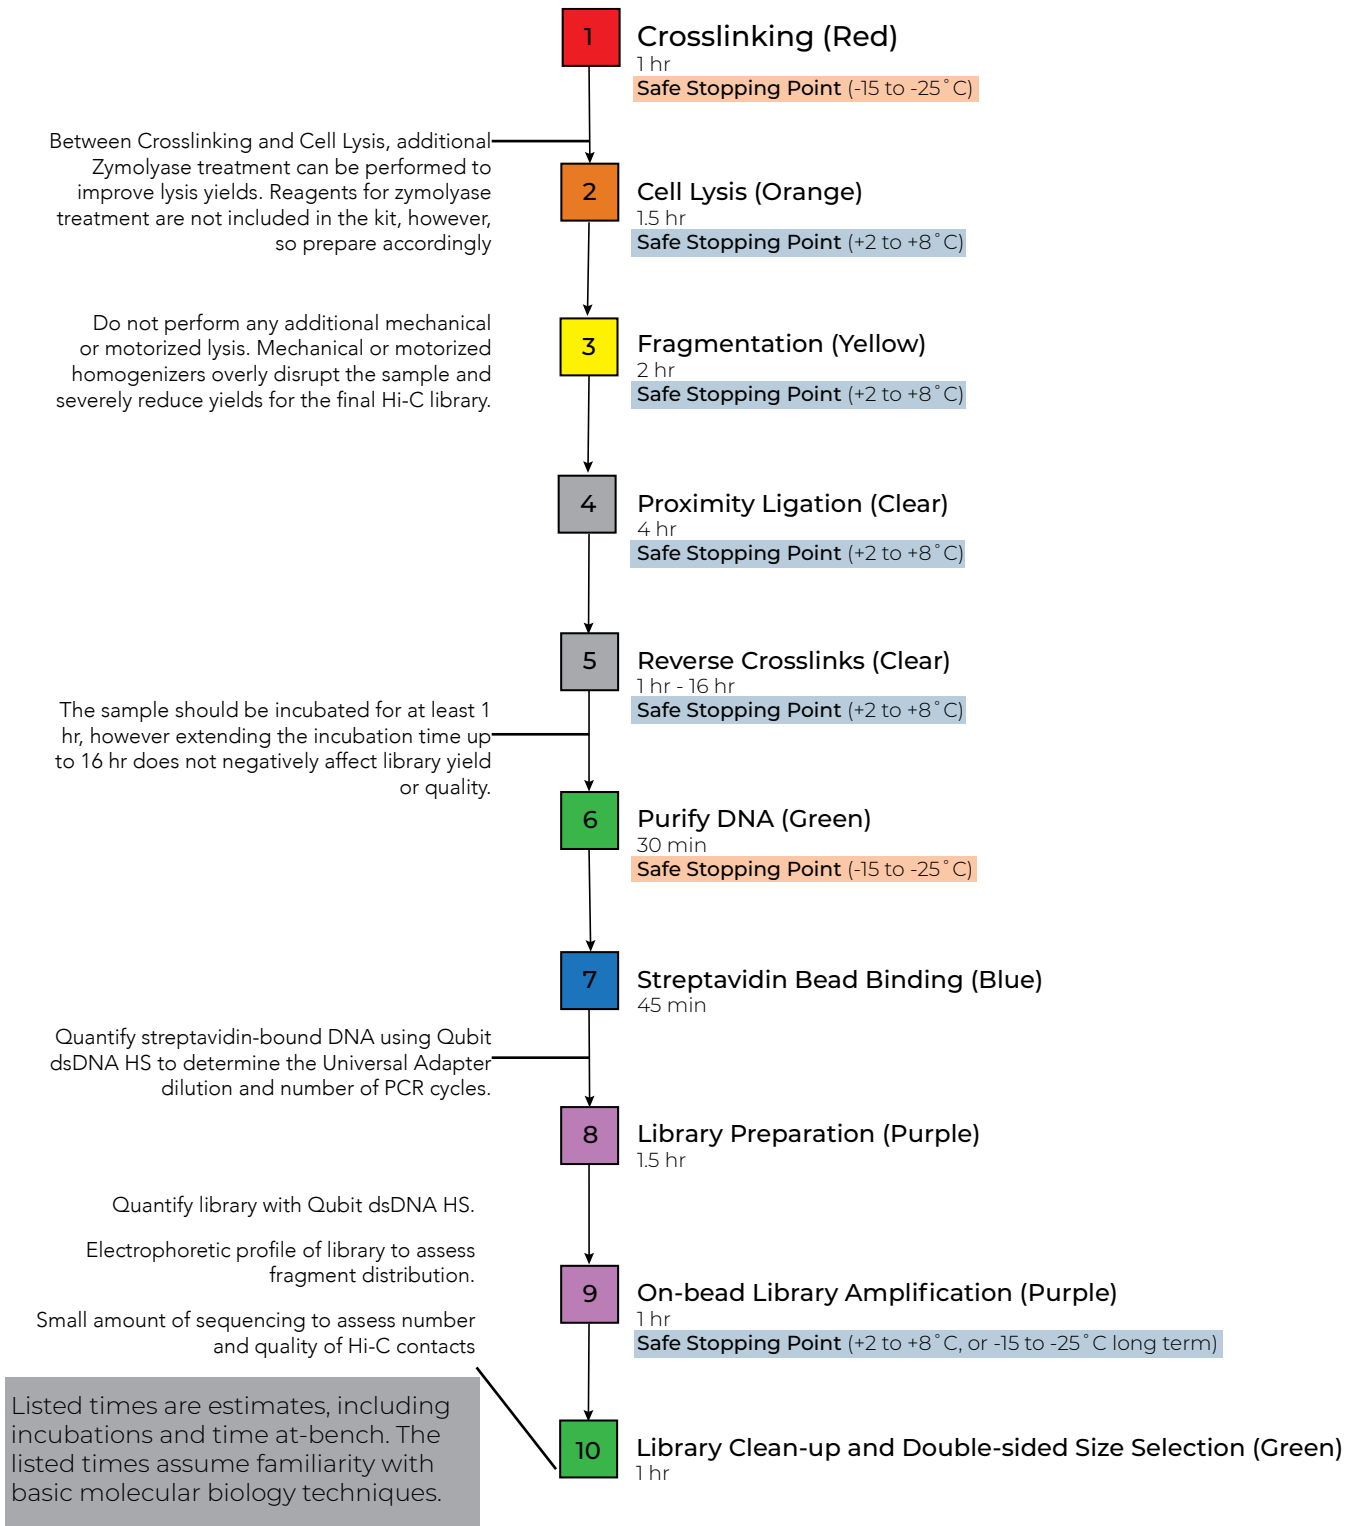 1
Crosslinking (Red)
1 hr
Safe Stopping Point (-15 to -25˚C)
Between Crosslinking and Cell Lysis, additional
Zymolyase treatment can be performed to
improve lysis yields. Reagents for zymolyase
treatment are not included in the kit, however,
so prepare accordingly
2
Cell Lysis (Orange)
1.5 hr
Safe Stopping Point (+2 to +8˚C)
Do not perform any additional mechanical
or motorized lysis. Mechanical or motorized
homogenizers overly disrupt the sample and
severely reduce yields for the final Hi-C library.
3
Fragmentation (Yellow)
2 hr
Safe Stopping Point (+2 to +8˚C)
4
Proximity Ligation (Clear)
4 hr
Safe Stopping Point (+2 to +8˚C)
5
Reverse Crosslinks (Clear)
1 hr - 16 hr
Safe Stopping Point (+2 to +8˚C)
The sample should be incubated for at least 1
hr, however extending the incubation time up
to 16 hr does not negatively affect library yield
or quality.
6
Purify DNA (Green)
30 min
Safe Stopping Point (-15 to -25˚C)
7
Streptavidin Bead Binding (Blue)
45 min
Quantify streptavidin-bound DNA using Qubit
dsDNA HS to determine the Universal Adapter
dilution and number of PCR cycles.
8
Library Preparation (Purple)
1.5 hr
Quantify library with Qubit dsDNA HS.
Electrophoretic profile of library to assess
fragment distribution.
Small amount of sequencing to assess number
and quality of Hi-C contacts
9
On-bead Library Amplification (Purple)
1 hr
Safe Stopping Point (+2 to +8˚C, or -15 to -25˚C long term)
Listed times are estimates, including
incubations and time at-bench. The
listed times assume familiarity with
basic molecular biology techniques.
10
Library Clean-up and Double-sided Size Selection (Green)
1 hr